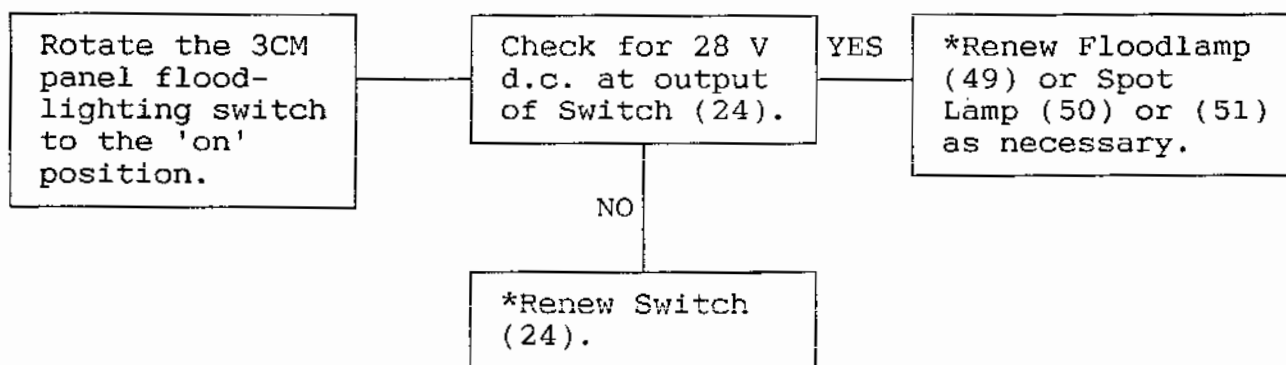 Rotate the 3CM
panel flood-
lighting switch
to the 'on'
position.
Check for 28 V
d.c. at output
of Switch (24).
YES
*Renew Floodlamp
(49) or Spot
Lamp (50) or (51)
as necessary.
NO
*Renew Switch
(24).